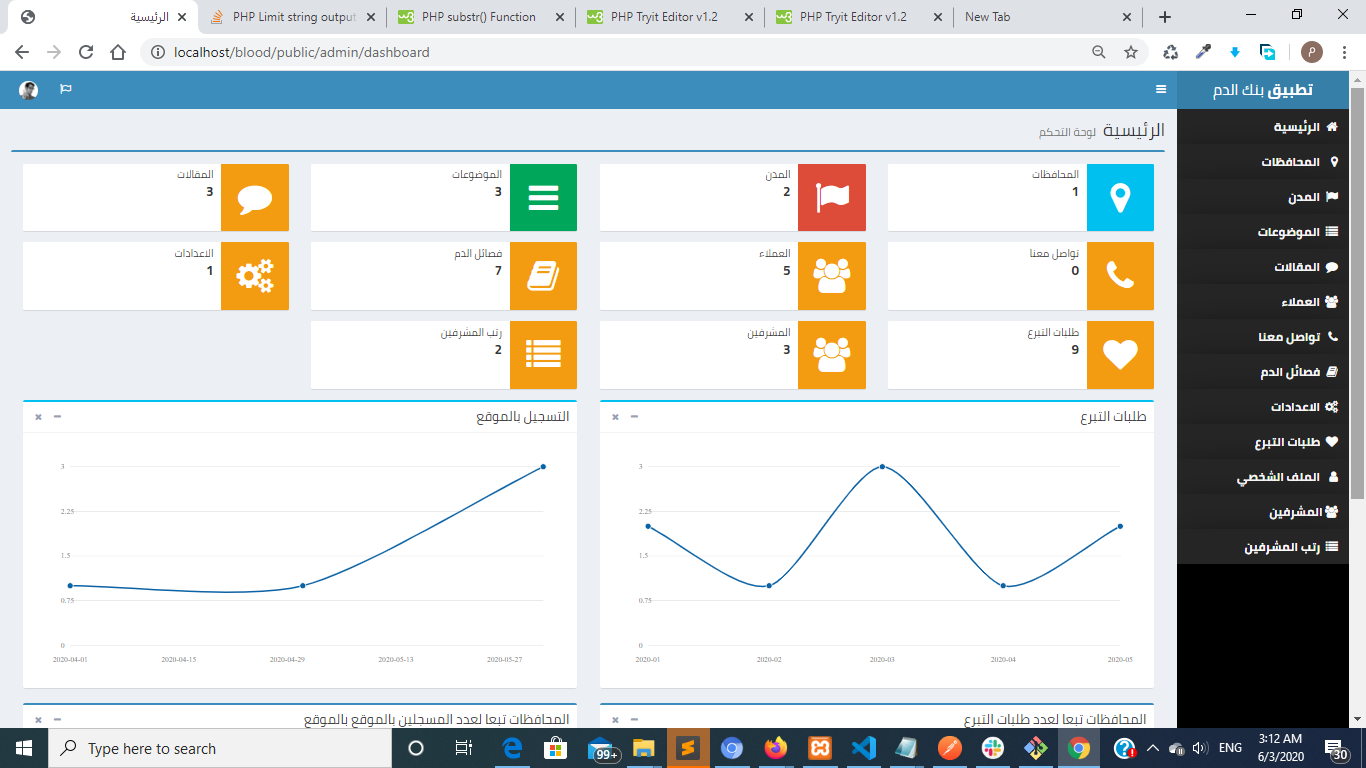 الرئيسية
PHP Limit string output
PHP substr() Function
PHP Tryit Editor v1.2
PHP Tryit Editor v1.2
New Tab
localhost/blood/public/admin/dashboard
P
تطبيق بنك الدم
الرئيسية
المحافظات
المدن
الموضوعات
المقالات
العملاء
تواصل معنا
فصائل الدم
الاعدادات
طلبات التبرع
الملف الشخصي
المشرفين
رتب المشرفين
الرئيسية لوحة التحكم
المحافظات
1
المدن
2
الموضوعات
3
المقالات
3
تواصل معنا
0
العملاء
5
فصائل الدم
7
الاعدادات
1
طلبات التبرع
9
المشرفين
3
رتب المشرفين
2
طلبات التبرع
3
2.25
1.5
0.75
0
2020-01 2020-02 2020-03 2020-04 2020-05
التسجيل بالموقع
3
2.25
1.5
0.75
0
2020-04-01 2020-04-15 2020-04-29 2020-05-13 2020-05-27
المحافظات تبعا لعدد طلبات التبرع
المحافظات تبعا لعدد المسجلين بالموقع بالموقع
Type here to search
99+
ENG
3:12 AM
6/3/2020
30